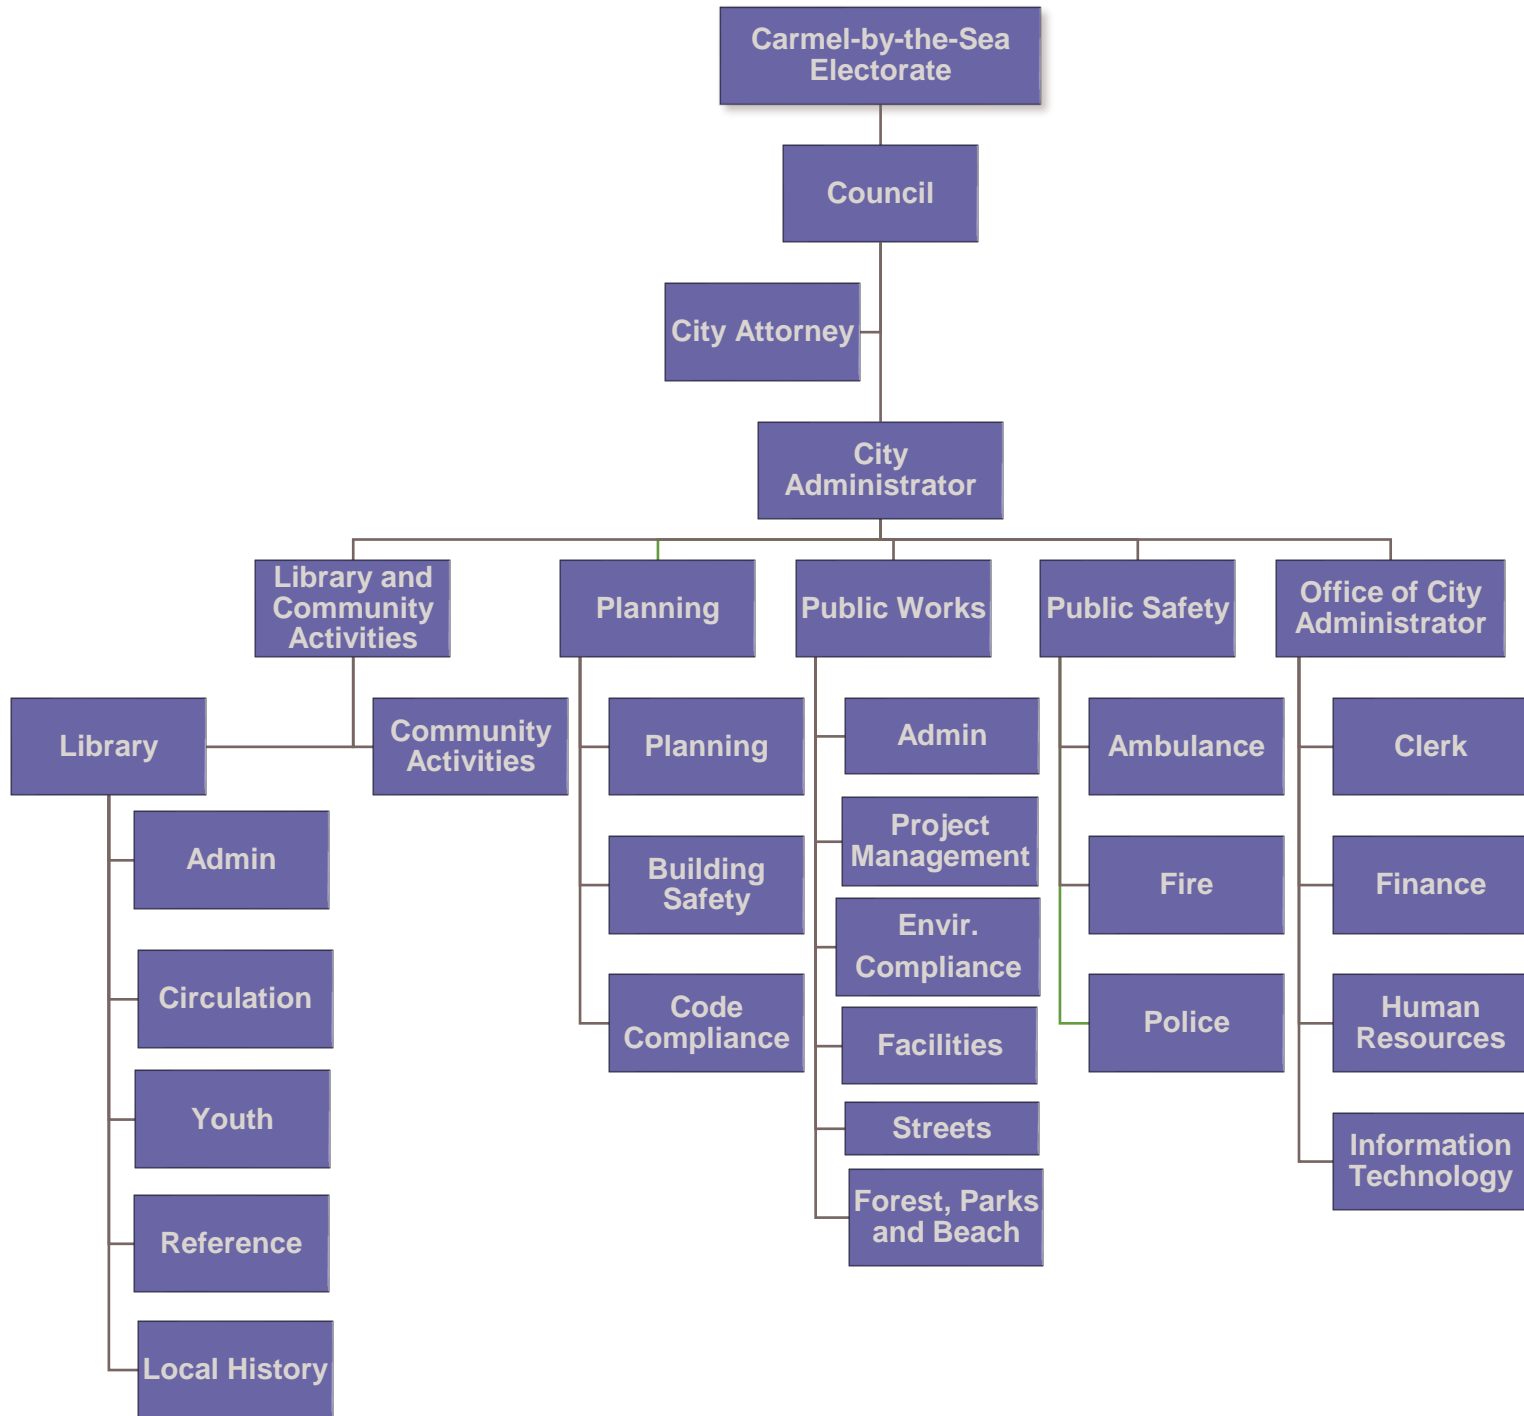 Carmel-by-the-Sea
Electorate
Council
City Attorney
City
Administrator
Library and
Community
Activities
Planning
Public Works
Public Safety
Office of City
Administrator
Library
Community
Activities
Admin
Circulation
Youth
Reference
Local History
Planning
Building
Safety
Code
Compliance
Admin
Project
Management
Envir.
Compliance
Facilities
Streets
Forest, Parks
and Beach
Ambulance
Fire
Police
Clerk
Finance
Human
Resources
Information
Technology